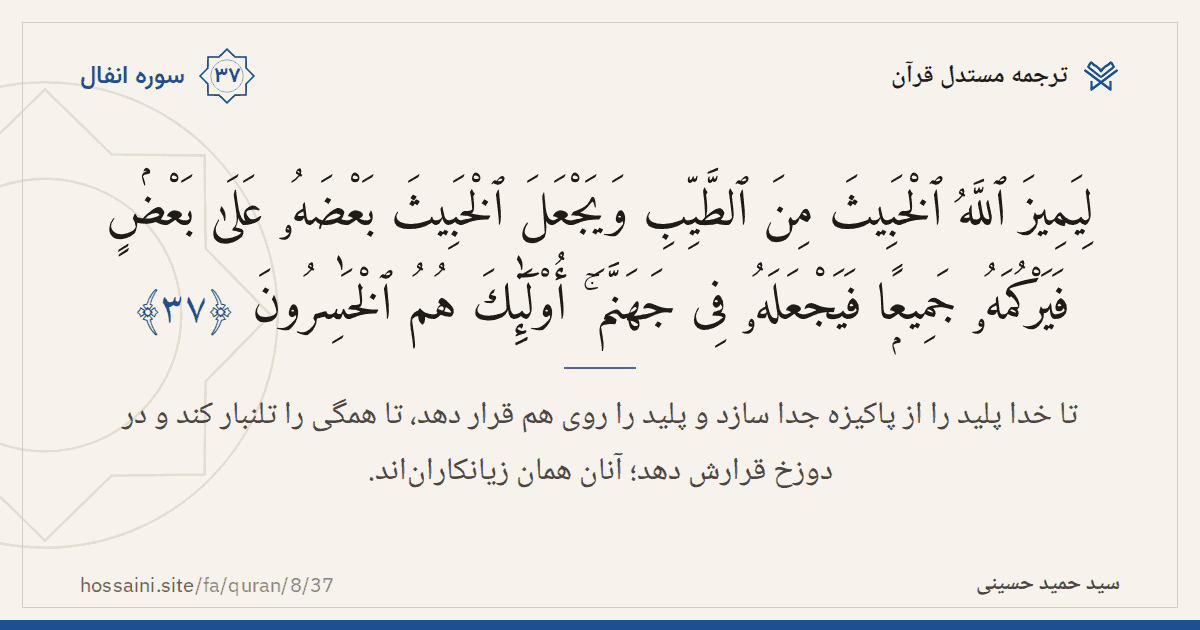 ترجمه مستدل قرآن
۳۷ سوره انفال
لِيَمِيزَ ٱللَّهُ ٱلْخَبِيثَ مِنَ ٱلطَّيِّبِ وَيَجْعَلَ ٱلْخَبِيثَ بَعْضَهُۥ عَلَىٰ بَعْضٍۢ
فَيَرْكُمَهُۥ جَمِيعًۭا فَيَجْعَلَهُۥ فِى جَهَنَّمَ ۚ أُو۟لَٰٓئِكَ هُمُ ٱلْخَٰسِرُونَ ﴿۳۷﴾
تا خدا پلید را از پاکیزه جدا سازد و پلید را روی هم قرار دهد، تا همگی را تلنبار کند و در
دوزخ قرارش دهد؛ آنان همان زیانکاران‌اند.
سید حمید حسینی
hossaini.site/fa/quran/8/37